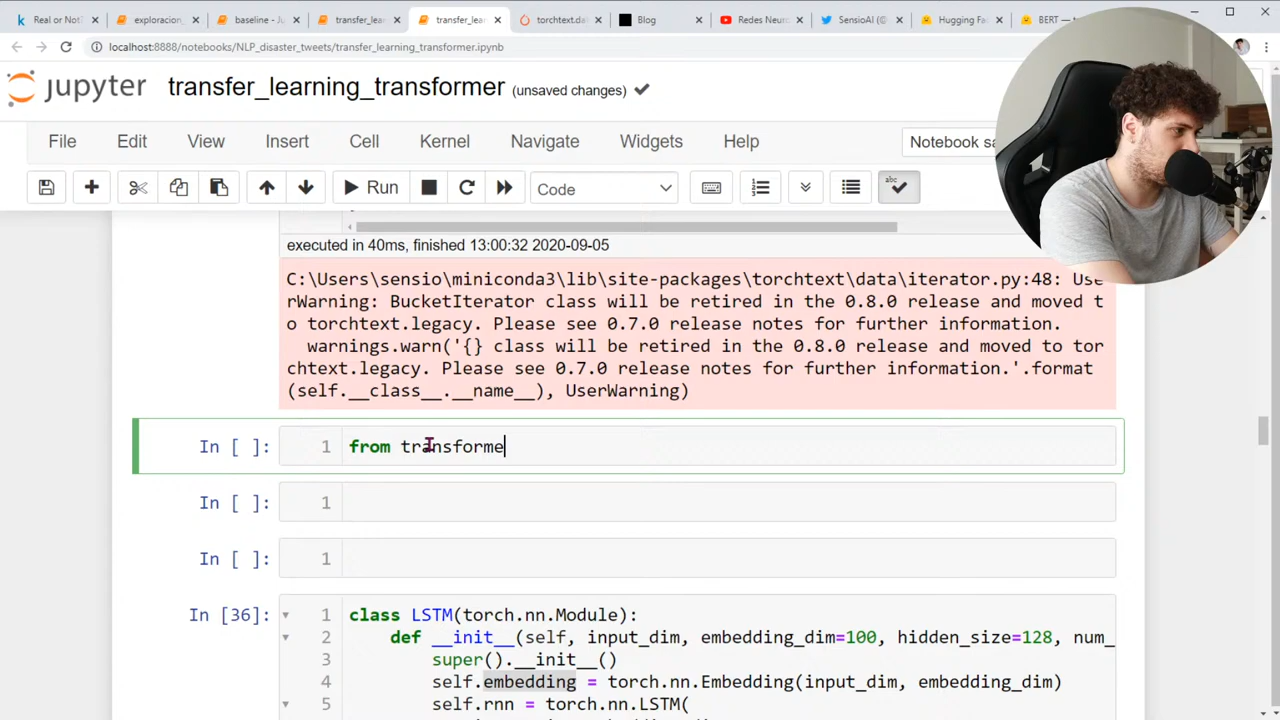 Real or Not
exploracion_
baseline - Ju
transfer_lea
transfer_lea
torchtext.da
Blog
Redes Neur
SensioAI (@
Hugging Fa
BERT —
localhost:8888/notebooks/NLP_disaster_tweets/transfer_learning_transformer.ipynb
jupyter transfer_learning_transformer (unsaved changes)
File Edit View Insert Cell Kernel Navigate Widgets Help Notebook sa
Run Code abc
executed in 40ms, finished 13:00:32 2020-09-05
C:\Users\sensio\miniconda3\lib\site-packages\torchtext\data\iterator.py:48: Use
rWarning: BucketIterator class will be retired in the 0.8.0 release and moved t
o torchtext.legacy. Please see 0.7.0 release notes for further information.
warnings.warn('{} class will be retired in the 0.8.0 release and moved to tor
chtext.legacy. Please see 0.7.0 release notes for further information.'.format
(self.__class__.__name__), UserWarning)
In [ ]: 1 from transforme
In [ ]: 1
In [ ]: 1
In [36]: 1 class LSTM(torch.nn.Module):
2 def __init__(self, input_dim, embedding_dim=100, hidden_size=128, num_
3 super().__init__()
4 self.embedding = torch.nn.Embedding(input_dim, embedding_dim)
5 self.rnn = torch.nn.LSTM(